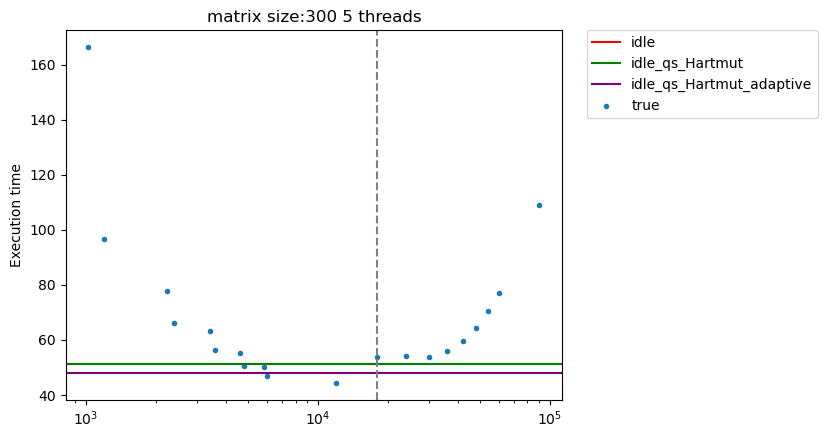 matrix size:300 5 threads
Execution time
160
140
120
100
80
60
40
10³
10⁴
10⁵
idle
idle_qs_Hartmut
idle_qs_Hartmut_adaptive
true